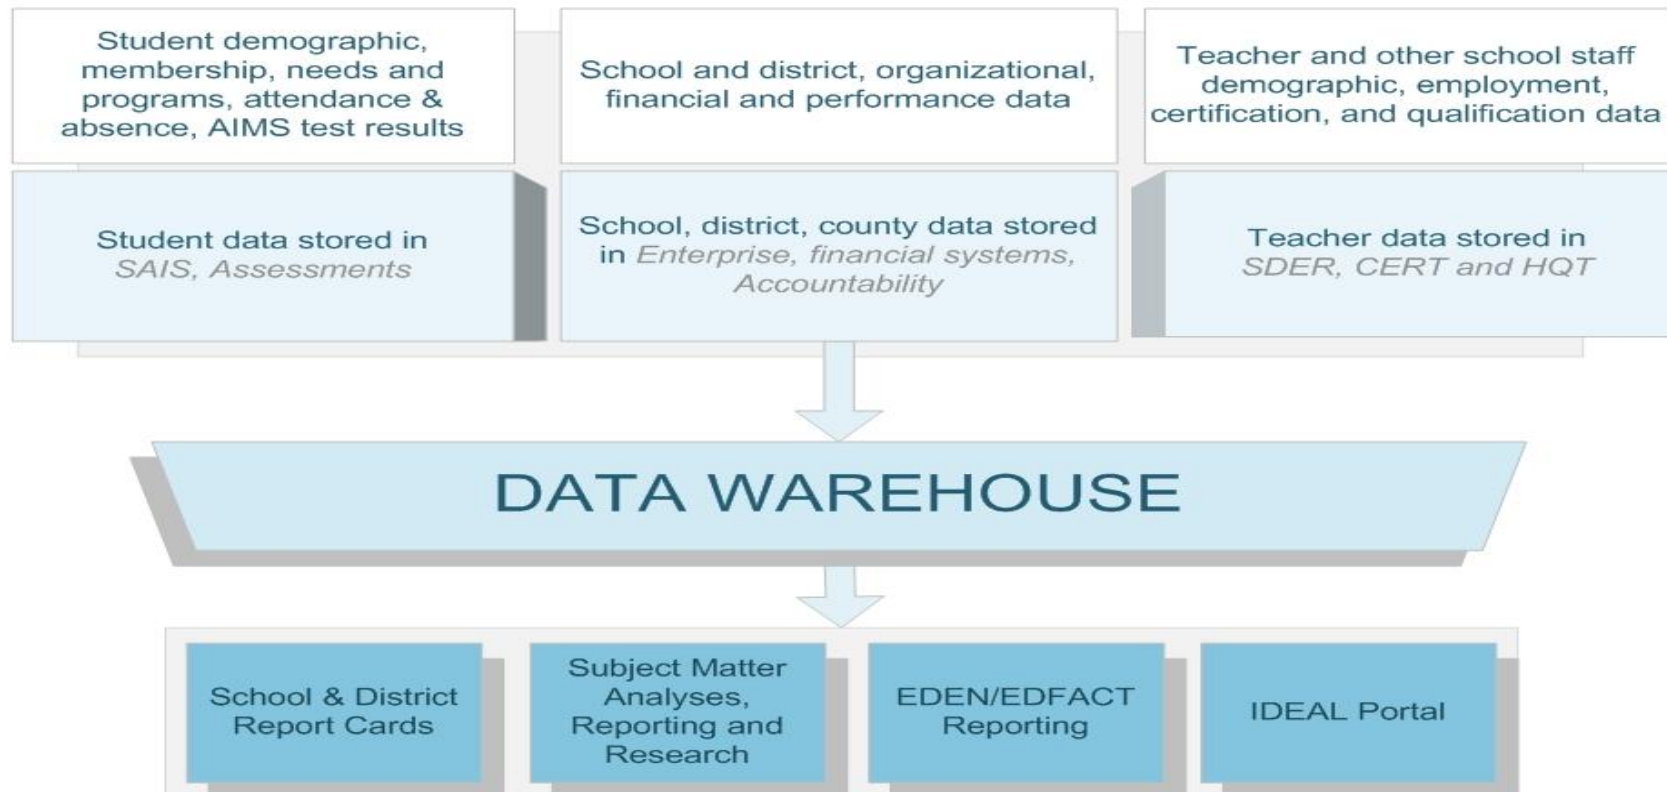 Student demographic,
membership, needs and
programs, attendance &
absence, AIMS test results
School and district, organizational,
financial and performance data
Teacher and other school staff
demographic, employment,
certification, and qualification data
Student data stored in
SAIS, Assessments
School, district, county data stored
in Enterprise, financial systems,
Accountability
Teacher data stored in
SDER, CERT and HQT
DATA WAREHOUSE
School & District
Report Cards
Subject Matter
Analyses,
Reporting and
Research
EDEN/EDFACT
Reporting
IDEAL Portal